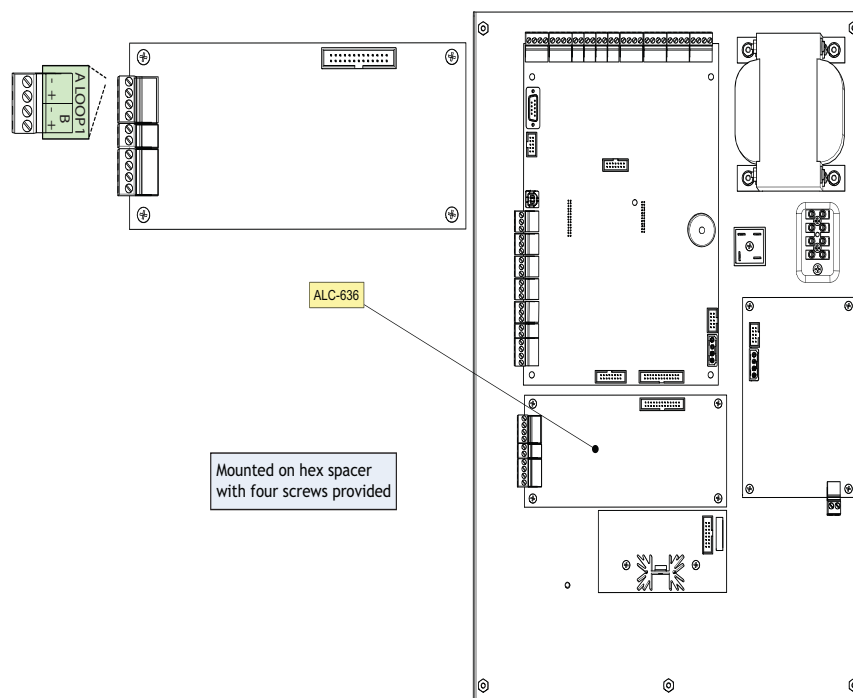 A LOOP1
B
- + - +
ALC-636
Mounted on hex spacer
with four screws provided